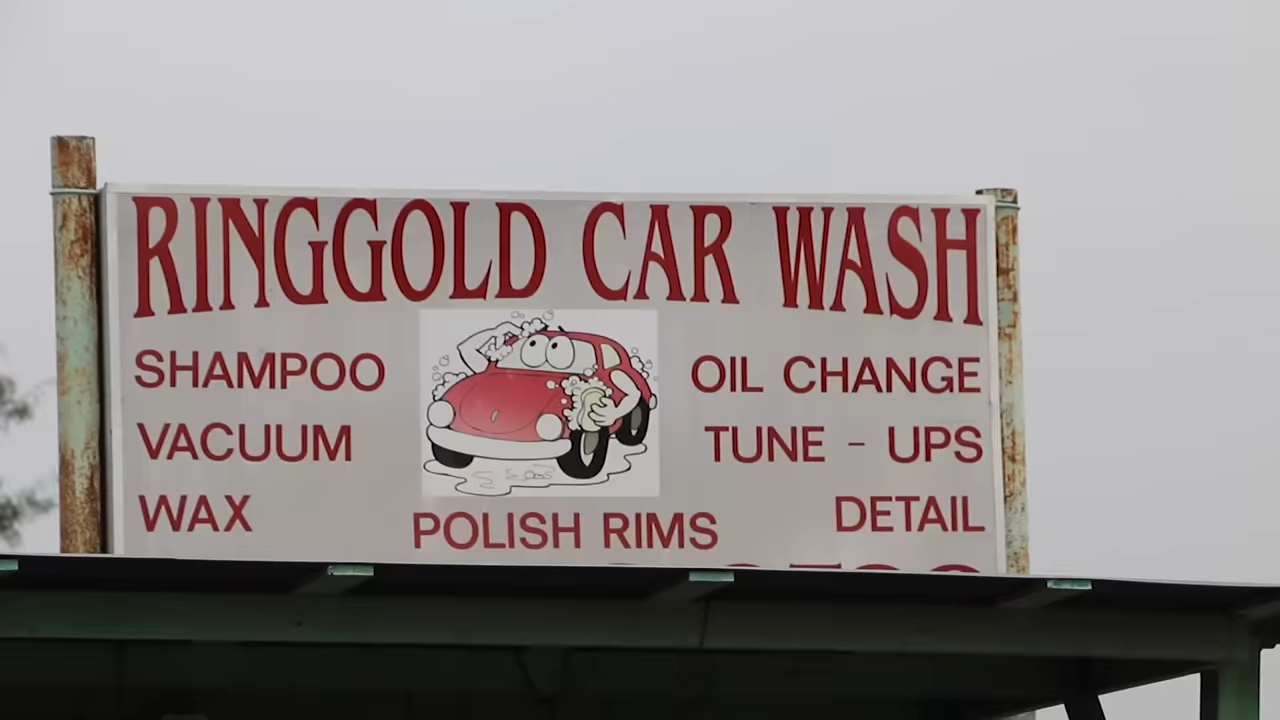 RINGGOLD CAR WASH
SHAMPOO
VACUUM
WAX
POLISH RIMS
OIL CHANGE
TUNE - UPS
DETAIL